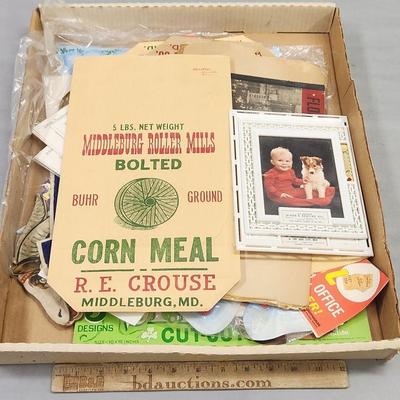 5 LBS. NET WEIGHT
MIDDLEBURG ROLLER MILLS
BOLTED
BUHR GROUND
CORN MEAL
R. E. CROUSE
MIDDLEBURG, MD.
OFFICE
DESIGNS
CUT-OUT
bdauctions.com